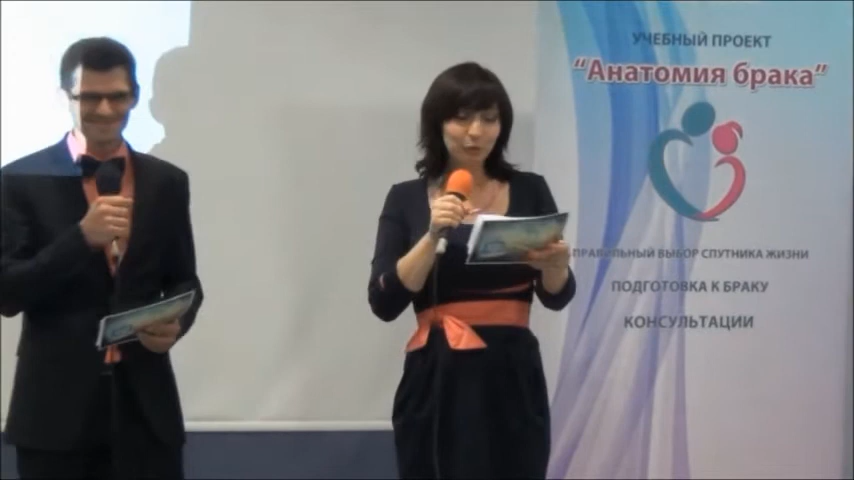 УЧЕБНЫЙ ПРОЕКТ
"Анатомия брака"
ПРАВИЛЬНЫЙ ВЫБОР СПУТНИКА ЖИЗНИ
ПОДГОТОВКА К БРАКУ
КОНСУЛЬТАЦИИ